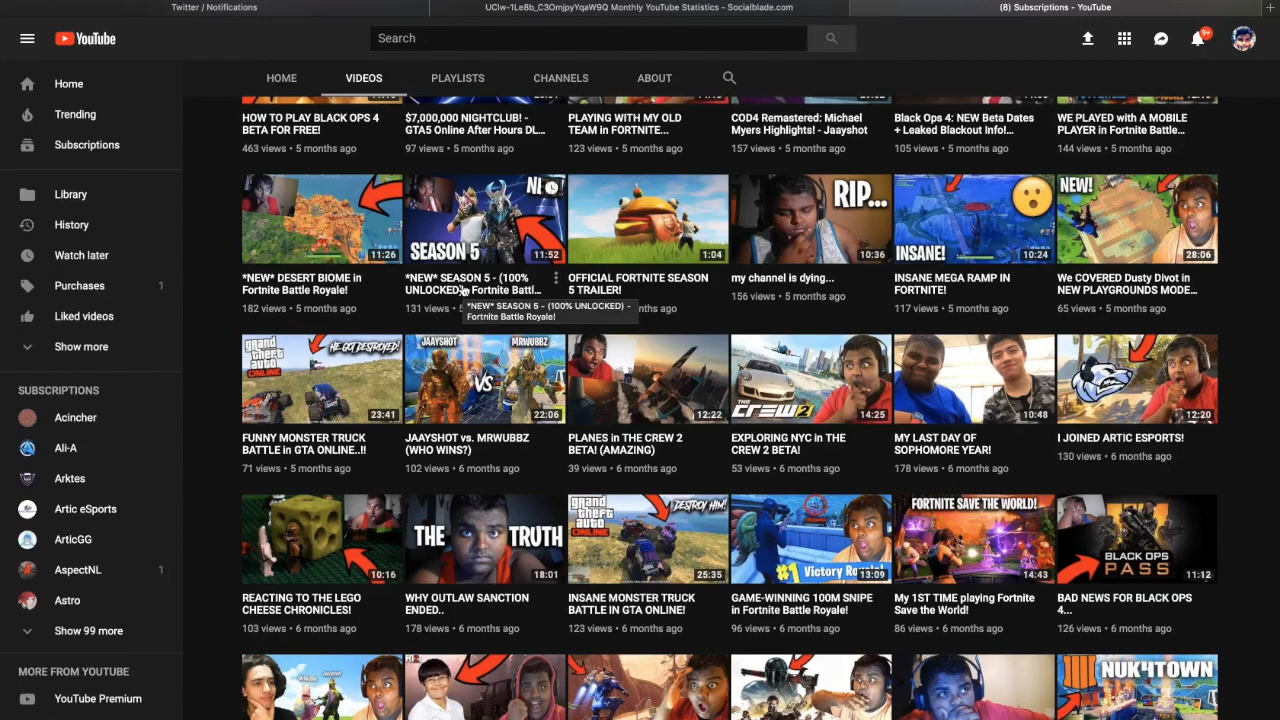 Twitter / Notifications
UClw-1Le8b_C3OmjpyYqaW9Q Monthly YouTube Statistics - Socialblade.com
(8) Subscriptions - YouTube
YouTube
Search
9+
HOME
VIDEOS
PLAYLISTS
CHANNELS
ABOUT
Home
Trending
Subscriptions
Library
History
Watch later
Purchases 1
Liked videos
Show more
SUBSCRIPTIONS
Acincher
Ali-A
Arktes
Artic eSports
ArticGG
AspectNL 1
Astro
Show 99 more
MORE FROM YOUTUBE
YouTube Premium
HOW TO PLAY BLACK OPS 4
BETA FOR FREE!
463 views • 5 months ago
$7,000,000 NIGHTCLUB! -
GTA5 Online After Hours DL...
97 views • 5 months ago
PLAYING WITH MY OLD
TEAM in FORTNITE...
123 views • 5 months ago
COD4 Remastered: Michael
Myers Highlights! - Jaayshot
157 views • 5 months ago
Black Ops 4: NEW Beta Dates
+ Leaked Blackout Info!...
105 views • 5 months ago
WE PLAYED with A MOBILE
PLAYER in Fortnite Battle...
144 views • 5 months ago
11:26
*NEW* DESERT BIOME in
Fortnite Battle Royale!
182 views • 5 months ago
SEASON 5
11:52
*NEW* SEASON 5 - (100%
UNLOCKED) - Fortnite Battl...
131 views •
*NEW* SEASON 5 - (100% UNLOCKED) -
Fortnite Battle Royale!
1:04
OFFICIAL FORTNITE SEASON
5 TRAILER!
ago
RIP...
10:36
my channel is dying...
156 views • 5 months ago
INSANE!
10:24
INSANE MEGA RAMP IN
FORTNITE!
117 views • 5 months ago
NEW!
28:06
We COVERED Dusty Divot in
NEW PLAYGROUNDS MODE...
65 views • 5 months ago
grand theft auto ONLINE
HE GOT DESTROYED!
23:41
FUNNY MONSTER TRUCK
BATTLE in GTA ONLINE..!!
71 views • 5 months ago
JAAYSHOT MRWUBBZ
VS
22:06
JAAYSHOT vs. MRWUBBZ
(WHO WINS?)
102 views • 6 months ago
12:22
PLANES in THE CREW 2
BETA! (AMAZING)
39 views • 6 months ago
THE CREW 2
14:25
EXPLORING NYC in THE
CREW 2 BETA!
53 views • 6 months ago
10:48
MY LAST DAY OF
SOPHOMORE YEAR!
178 views • 6 months ago
12:20
I JOINED ARTIC ESPORTS!
130 views • 6 months ago
10:16
REACTING TO THE LEGO
CHEESE CHRONICLES!
103 views • 6 months ago
THE TRUTH
18:01
WHY OUTLAW SANCTION
ENDED..
178 views • 6 months ago
grand theft auto ONLINE
DESTROY HIM!
25:35
INSANE MONSTER TRUCK
BATTLE IN GTA ONLINE!
123 views • 6 months ago
#1 Victory Royale!
13:09
GAME-WINNING 100M SNIPE
in Fortnite Battle Royale!
96 views • 6 months ago
FORTNITE SAVE THE WORLD!
14:43
My 1ST TIME playing Fortnite
Save the World!
86 views • 6 months ago
BLACK OPS
PASS
11:12
BAD NEWS FOR BLACK OPS
4...
126 views • 6 months ago
NUK4TOWN